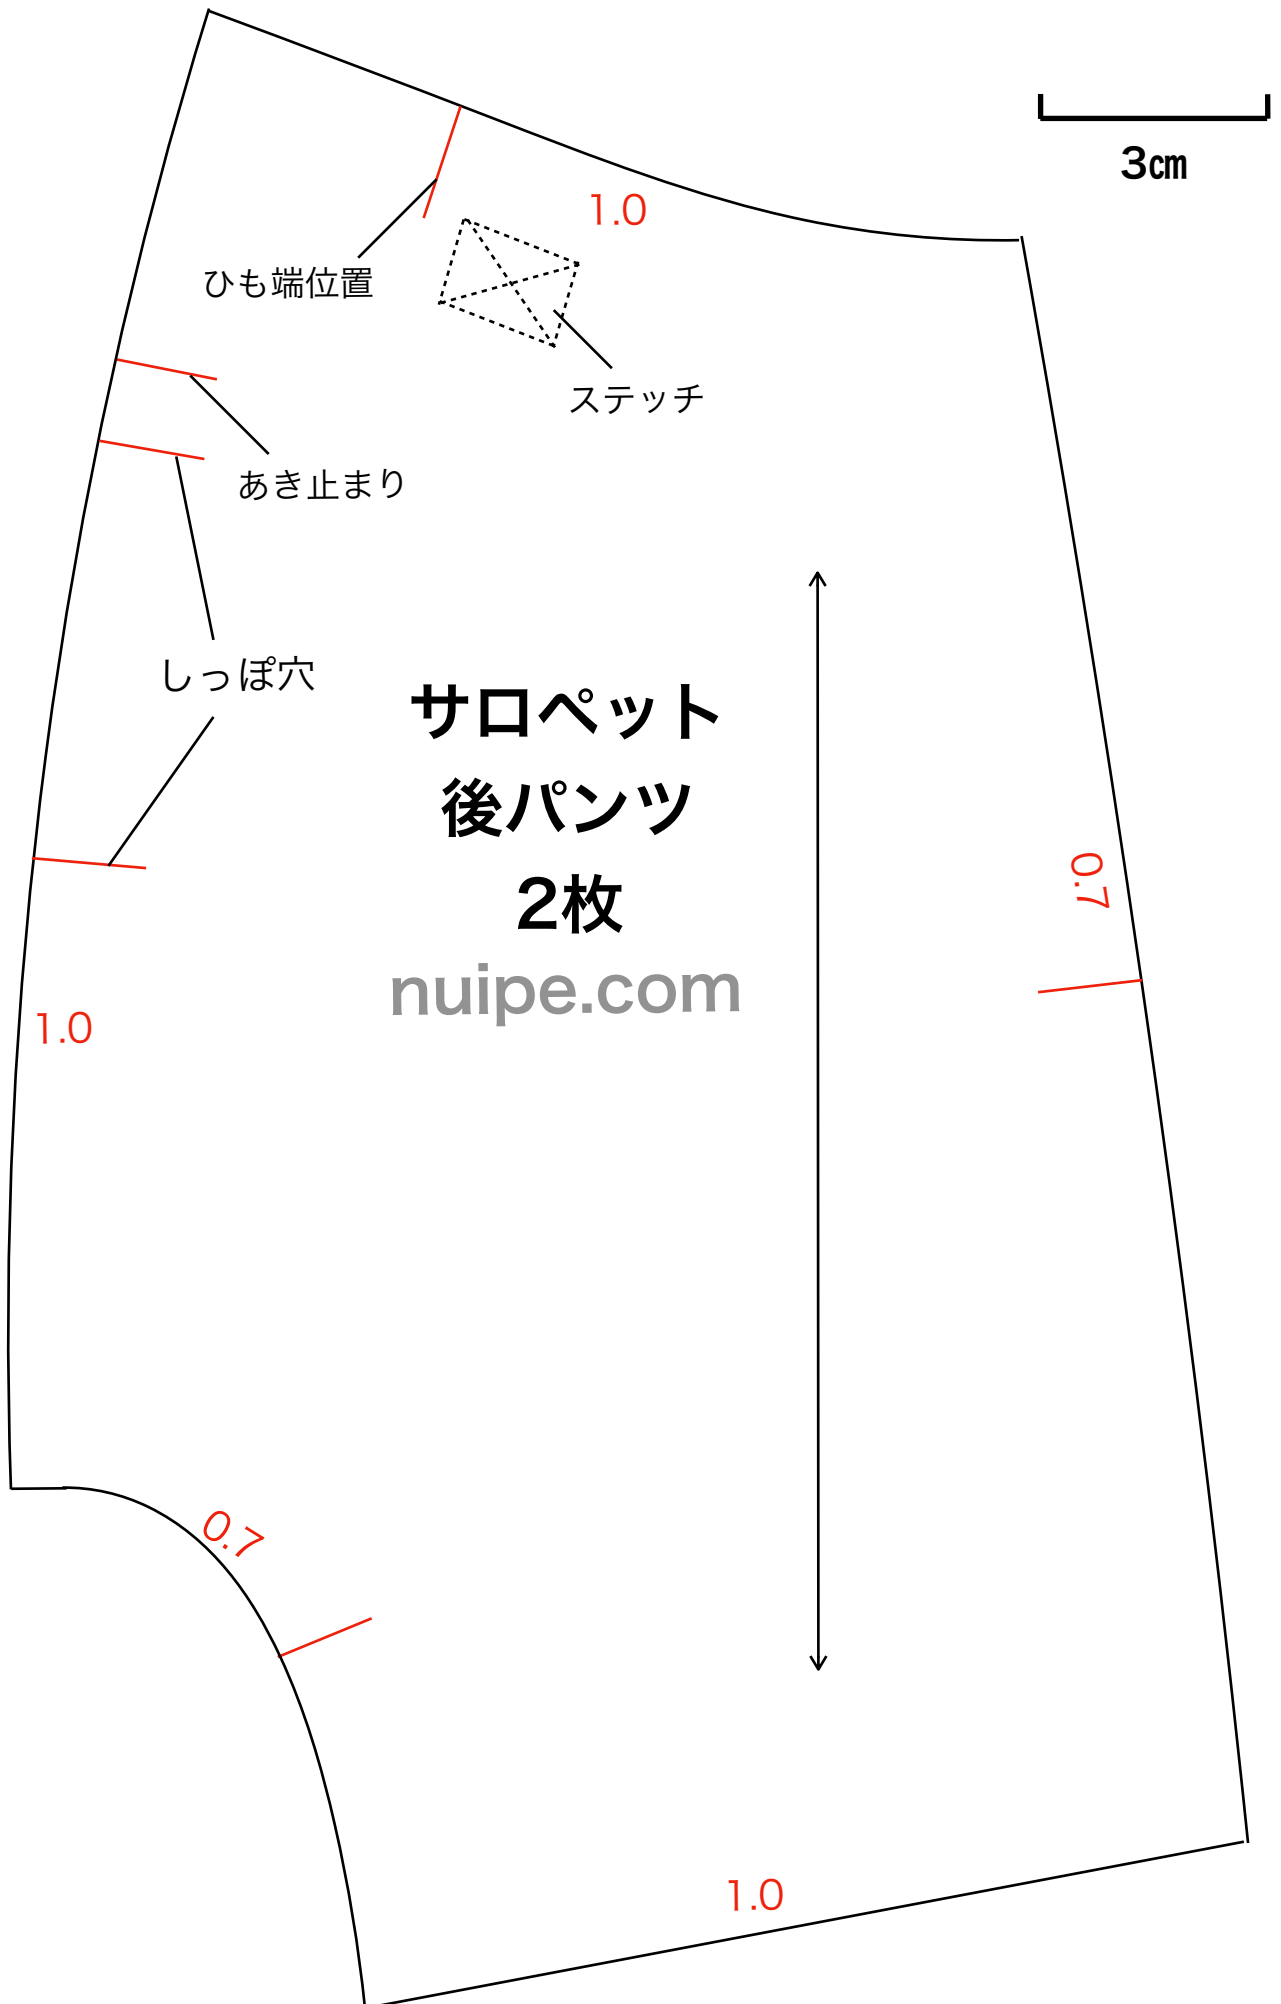 3㎝
1.0
ひも端位置
ステッチ
あき止まり
しっぽ穴
サロペット
後パンツ
2枚
0.7
nuipe.com
1.0
0.7
1.0